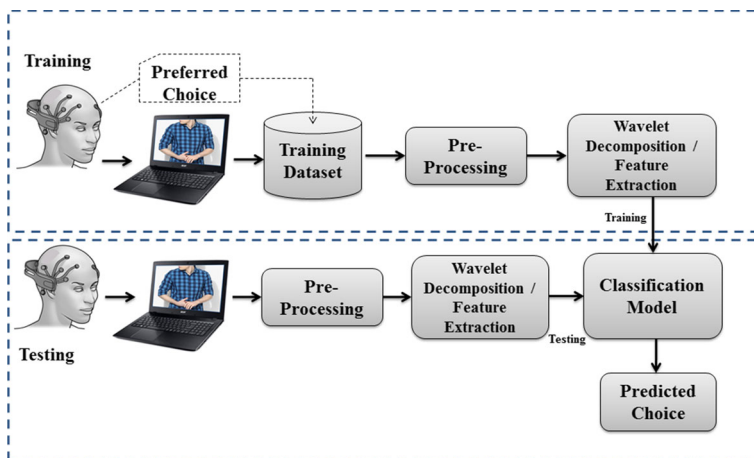 Training
Preferred
Choice
Training
Dataset
Pre-
Processing
Wavelet
Decomposition /
Feature
Extraction
Training
Testing
Pre-
Processing
Wavelet
Decomposition /
Feature
Extraction
Testing
Classification
Model
Predicted
Choice